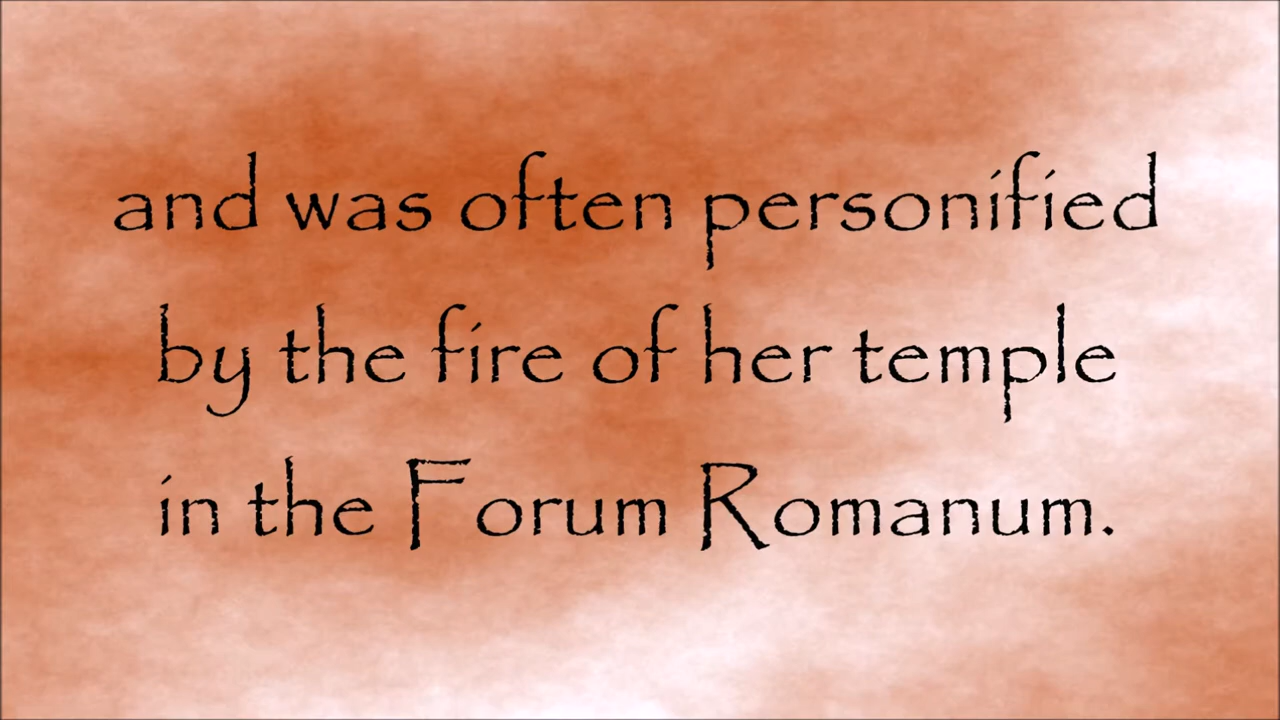 and was often personified
by the fire of her temple
in the Forum Romanum.